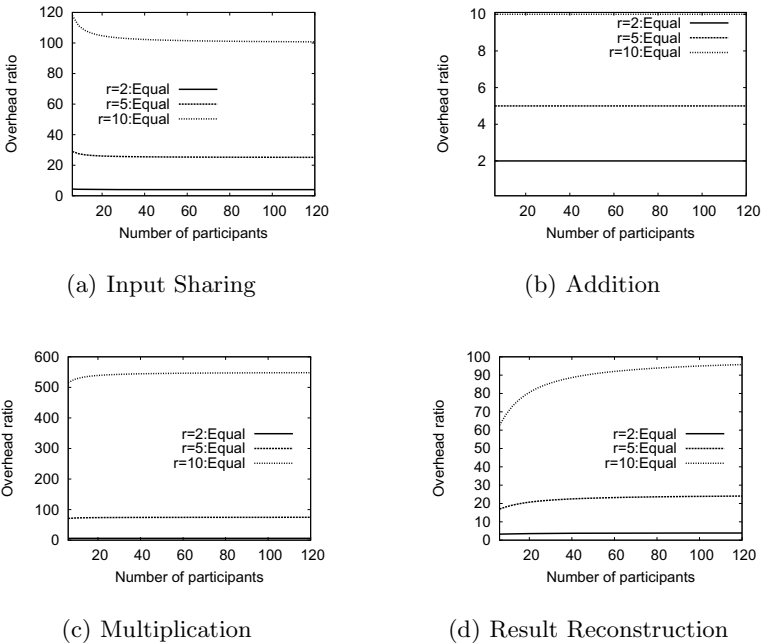 120
100
80
60
40
20
0
Overhead ratio
r=2:Equal
r=5:Equal
r=10:Equal
20 40 60 80 100 120
Number of participants
(a) Input Sharing
10
8
6
4
2
Overhead ratio
r=2:Equal
r=5:Equal
r=10:Equal
20 40 60 80 100 120
Number of participants
(b) Addition
600
500
400
300
200
100
0
Overhead ratio
r=2:Equal
r=5:Equal
r=10:Equal
20 40 60 80 100 120
Number of participants
(c) Multiplication
100
90
80
70
60
50
40
30
20
10
0
Overhead ratio
r=2:Equal
r=5:Equal
r=10:Equal
20 40 60 80 100 120
Number of participants
(d) Result Reconstruction